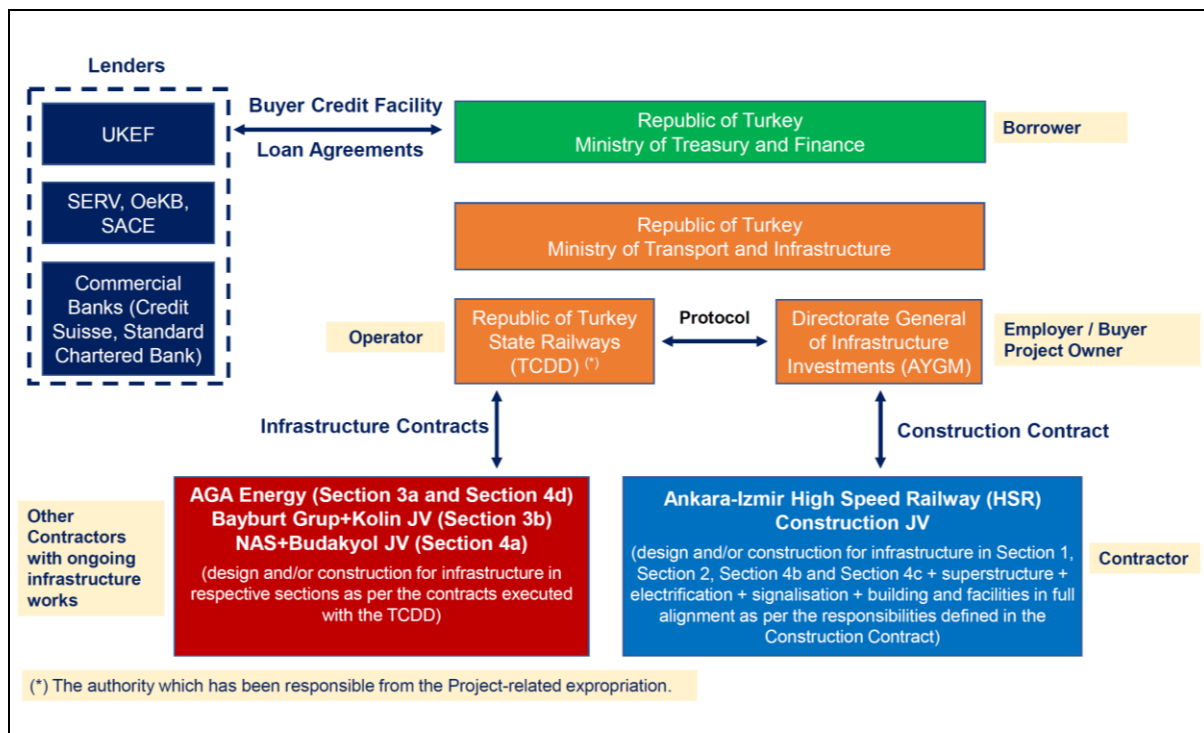 Lenders
UKEF
SERV, OeKB,
SACE
Commercial
Banks (Credit
Suisse, Standard
Chartered Bank)
Buyer Credit Facility
Loan Agreements
Republic of Turkey
Ministry of Treasury and Finance
Borrower
Republic of Turkey
Ministry of Transport and Infrastructure
Operator
Republic of Turkey
State Railways
(TCDD) (*)
Protocol
Directorate General
of Infrastructure
Investments (AYGM)
Employer / Buyer
Project Owner
Infrastructure Contracts
Construction Contract
Other
Contractors
with ongoing
infrastructure
works
AGA Energy (Section 3a and Section 4d)
Bayburt Grup+Kolin JV (Section 3b)
NAS+Budakyol JV (Section 4a)
(design and/or construction for infrastructure in
respective sections as per the contracts executed
with the TCDD)
Ankara-Izmir High Speed Railway (HSR)
Construction JV
(design and/or construction for infrastructure in Section 1,
Section 2, Section 4b and Section 4c + superstructure +
electrification + signalisation + building and facilities in full
alignment as per the responsibilities defined in the
Construction Contract)
Contractor
(*) The authority which has been responsible from the Project-related expropriation.